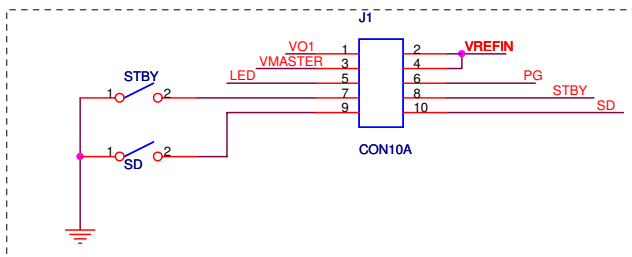 J1
VO1 1 2 VREFIN
VMASTER 3 4
LED 5 6 PG
STBY 1 2 7 8 STBY
9 10 SD
1 2
SD
CON10A